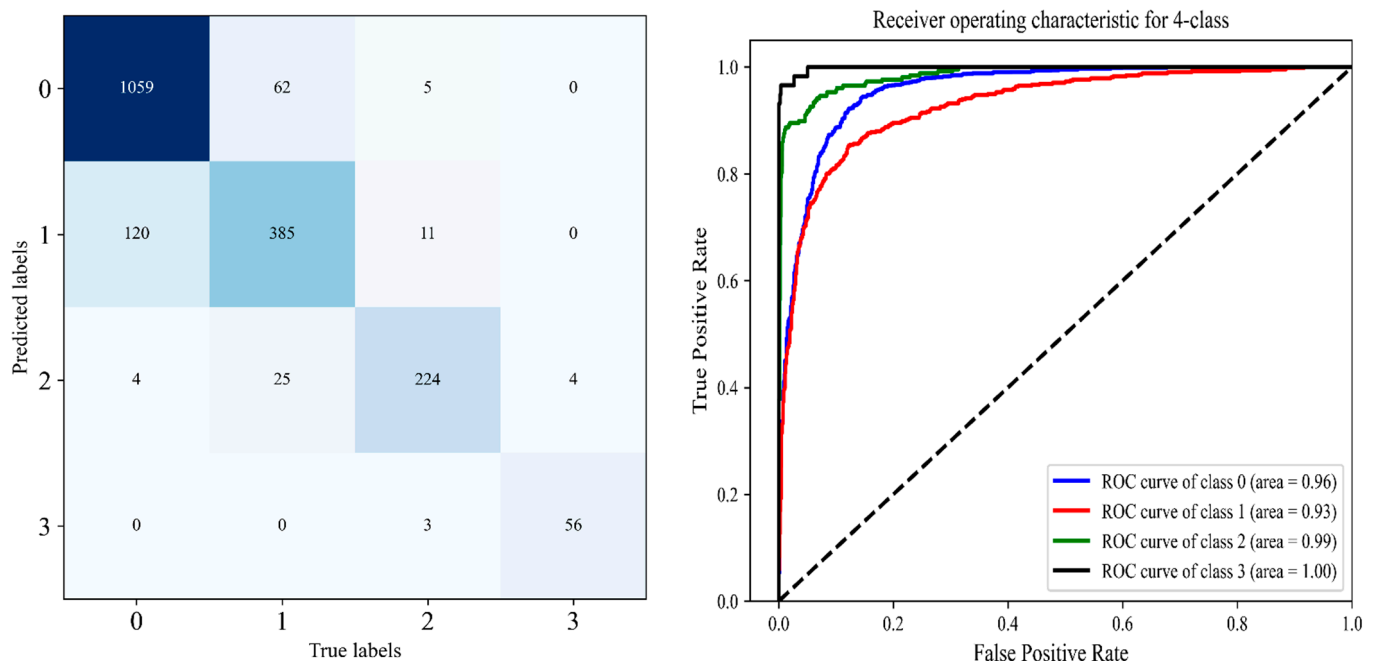 0
1059 62 5 0
1
120 385 11 0
2
4 25 224 4
3
0 0 3 56
0 1 2 3
Predicted labels
True labels
Receiver operating characteristic for 4-class
1.0
0.8
0.6
0.4
0.2
0.0
0.0 0.2 0.4 0.6 0.8 1.0
True Positive Rate
False Positive Rate
ROC curve of class 0 (area = 0.96)
ROC curve of class 1 (area = 0.93)
ROC curve of class 2 (area = 0.99)
ROC curve of class 3 (area = 1.00)